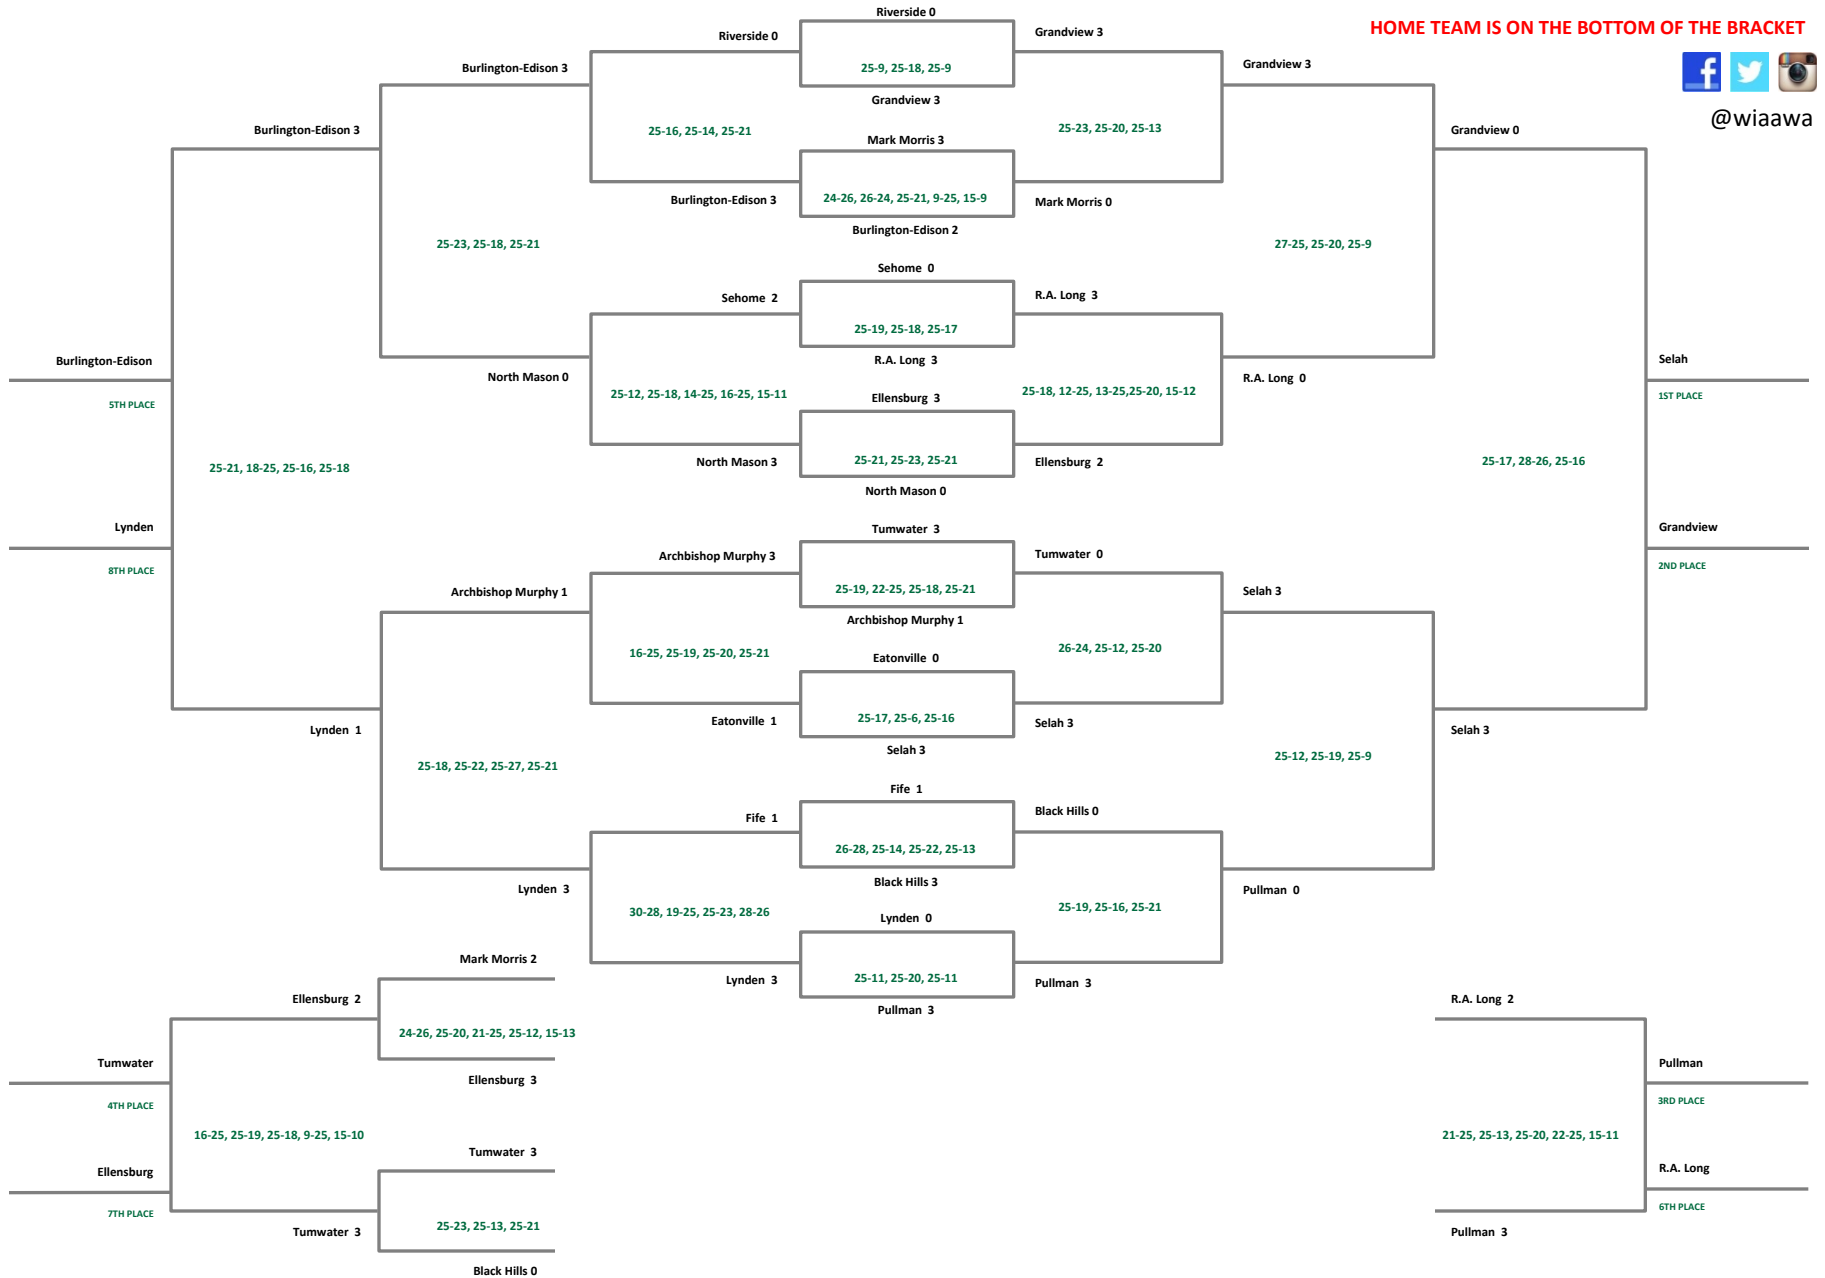 Riverside 0
HOME TEAM IS ON THE BOTTOM OF THE BRACKET
Riverside 0
Grandview 3
Burlington-Edison 3
25-9, 25-18, 25-9
Grandview 3
Grandview 3
@wiaawa
Burlington-Edison 3
25-16, 25-14, 25-21
Mark Morris 3
25-23, 25-20, 25-13
Grandview 0
Burlington-Edison 3
24-26, 26-24, 25-21, 9-25, 15-9
Mark Morris 0
Burlington-Edison 2
25-23, 25-18, 25-21
27-25, 25-20, 25-9
Sehome 0
Sehome 2
R.A. Long 3
25-19, 25-18, 25-17
Burlington-Edison
R.A. Long 3
Selah
North Mason 0
R.A. Long 0
5TH PLACE
25-12, 25-18, 14-25, 16-25, 15-11
Ellensburg 3
25-18, 12-25, 13-25,25-20, 15-12
1ST PLACE
25-21, 18-25, 25-16, 25-18
North Mason 3
25-21, 25-23, 25-21
Ellensburg 2
25-17, 28-26, 25-16
North Mason 0
Lynden
Tumwater 3
Grandview
8TH PLACE
Archbishop Murphy 3
Tumwater 0
2ND PLACE
Archbishop Murphy 1
25-19, 22-25, 25-18, 25-21
Selah 3
Archbishop Murphy 1
16-25, 25-19, 25-20, 25-21
Eatonville 0
26-24, 25-12, 25-20
Lynden 1
Eatonville 1
25-17, 25-6, 25-16
Selah 3
Selah 3
Selah 3
25-18, 25-22, 25-27, 25-21
25-12, 25-19, 25-9
Fife 1
Fife 1
Black Hills 0
26-28, 25-14, 25-22, 25-13
Lynden 3
Black Hills 3
Pullman 0
30-28, 19-25, 25-23, 28-26
Lynden 0
25-19, 25-16, 25-21
Mark Morris 2
Lynden 3
25-11, 25-20, 25-11
Pullman 3
Ellensburg 2
Pullman 3
R.A. Long 2
24-26, 25-20, 21-25, 25-12, 15-13
Tumwater
Ellensburg 3
Pullman
4TH PLACE
3RD PLACE
16-25, 25-19, 25-18, 9-25, 15-10
21-25, 25-13, 25-20, 22-25, 15-11
Tumwater 3
Ellensburg
R.A. Long
7TH PLACE
6TH PLACE
Tumwater 3
25-23, 25-13, 25-21
Pullman 3
Black Hills 0